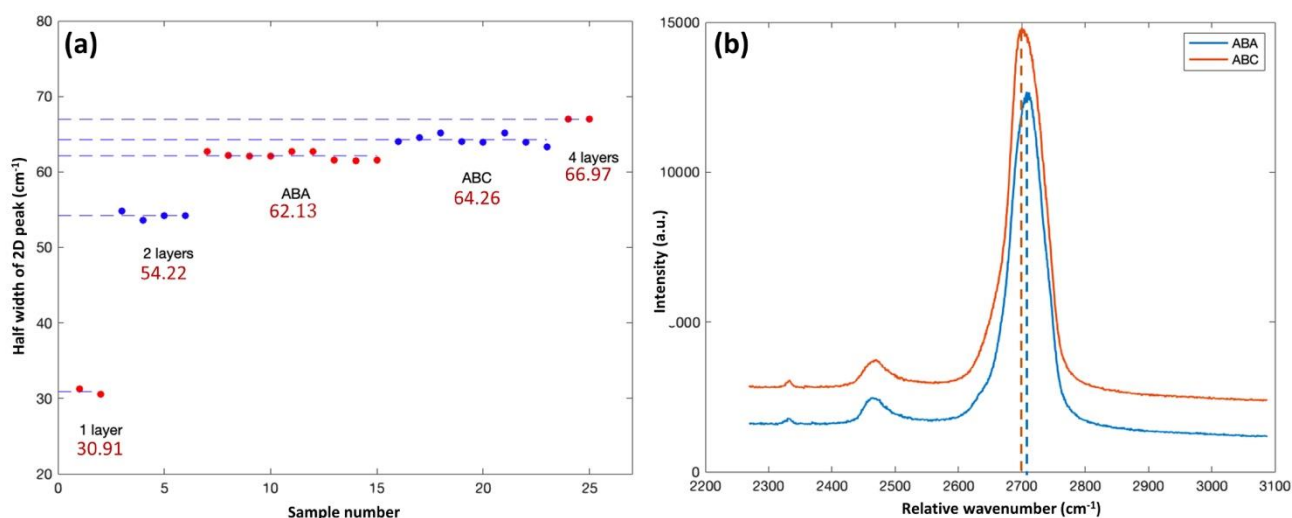 (a)
80
70
60
50
40
30
20
Half width of 2D peak (cm-1)
1 layer
30.91
2 layers
54.22
ABA
62.13
ABC
64.26
4 layers
66.97
0
5
10
15
20
25
Sample number
(b)
15000
10000
5000
0
Intensity (a.u.)
ABA
ABC
2200
2300
2400
2500
2600
2700
2800
2900
3000
3100
Relative wavenumber (cm-1)